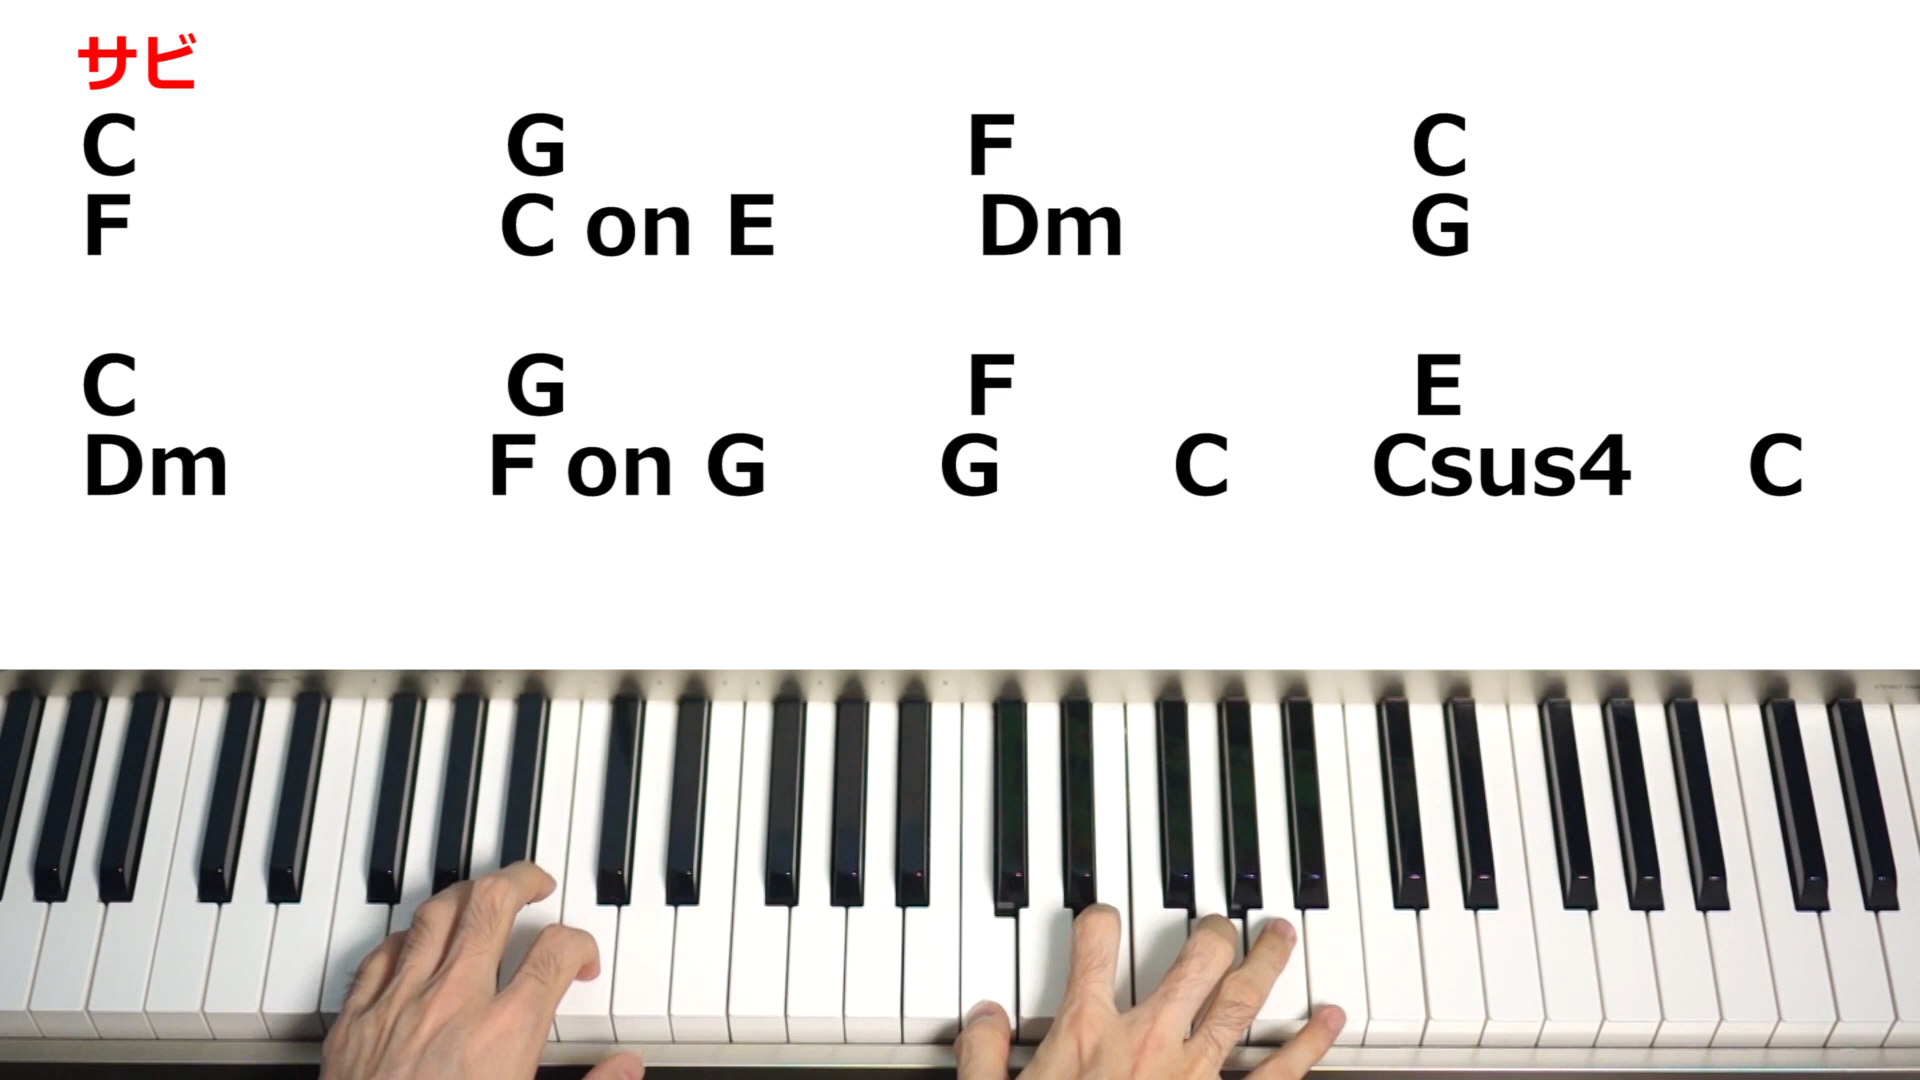 サビ
C G F C
F C on E Dm G
C G F E
Dm F on G G C Csus4 C